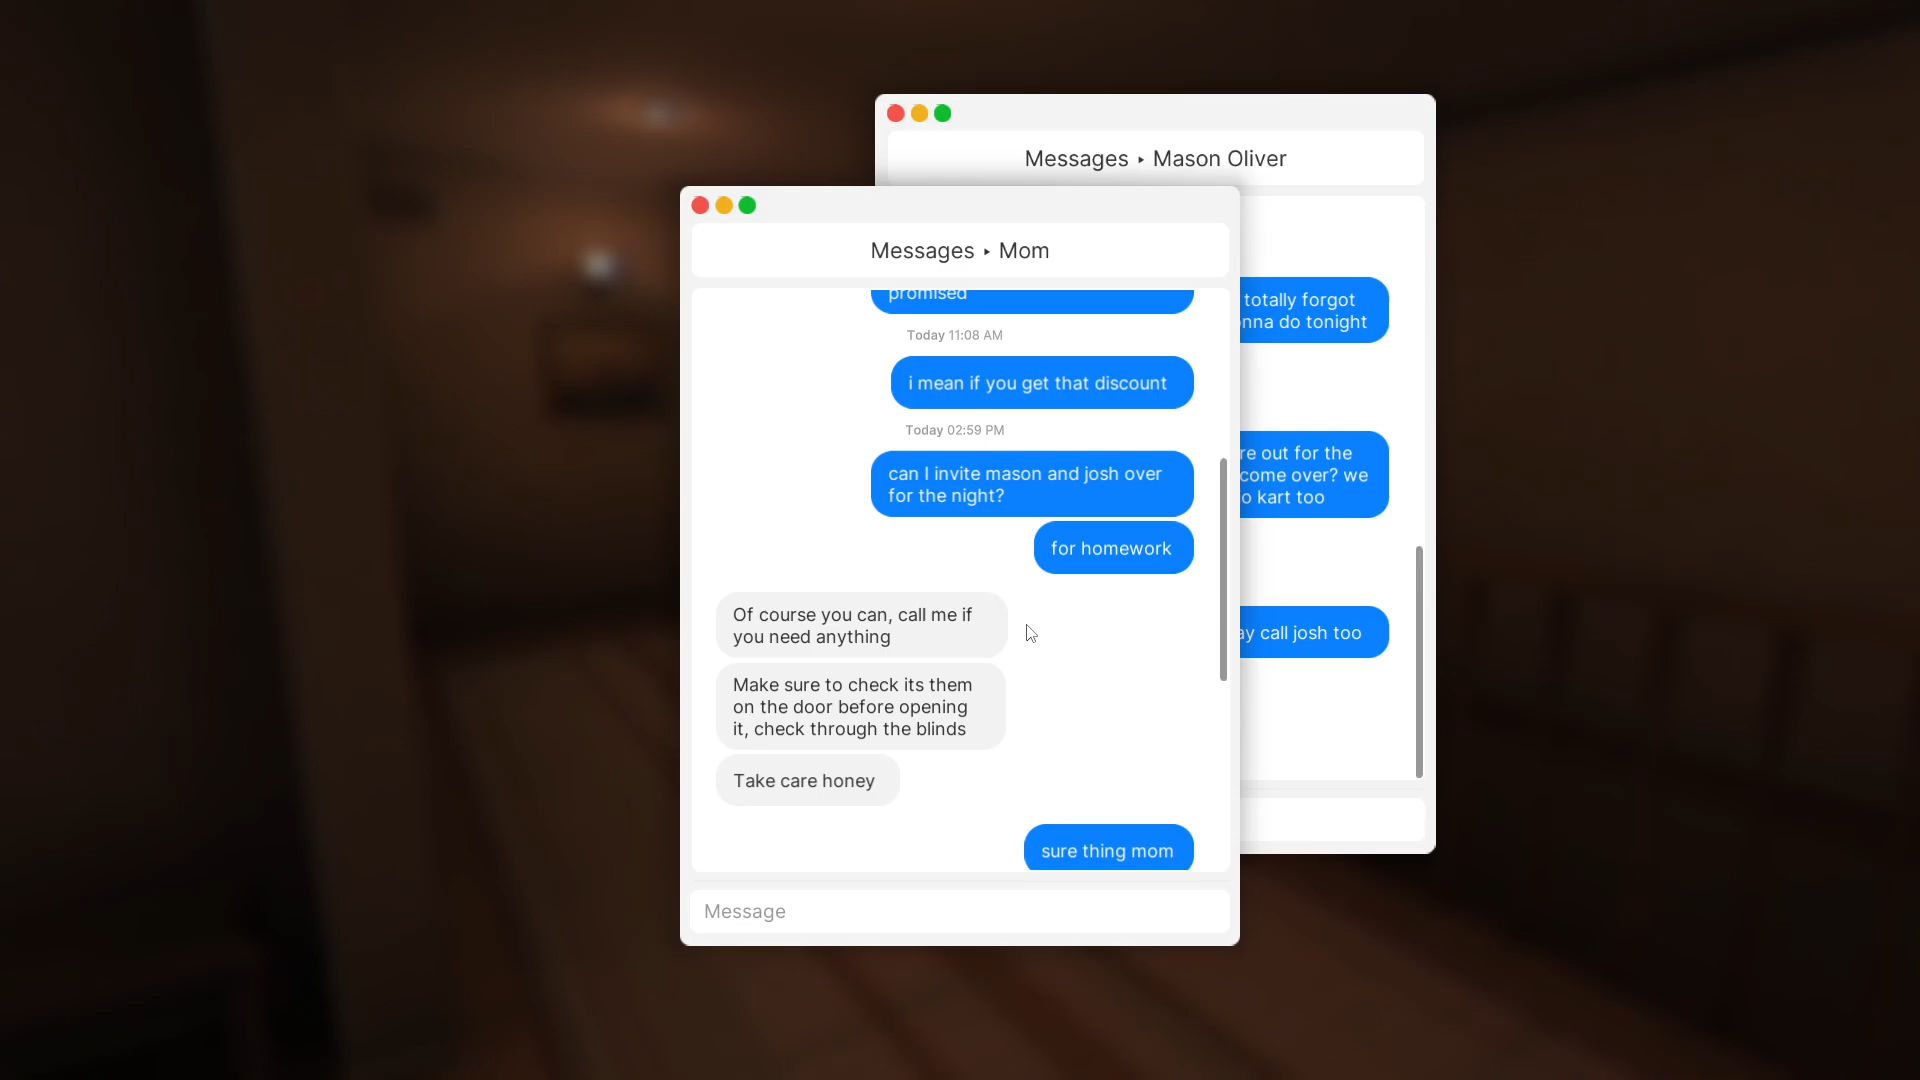 Messages ▸ Mason Oliver
totally forgot
do tonight
out for the
come over? we
kart too
call josh too
Messages ▸ Mom
promised
Today 11:08 AM
i mean if you get that discount
Today 02:59 PM
can I invite mason and josh over
for the night?
for homework
Of course you can, call me if
you need anything
Make sure to check its them
on the door before opening
it, check through the blinds
Take care honey
sure thing mom
Message